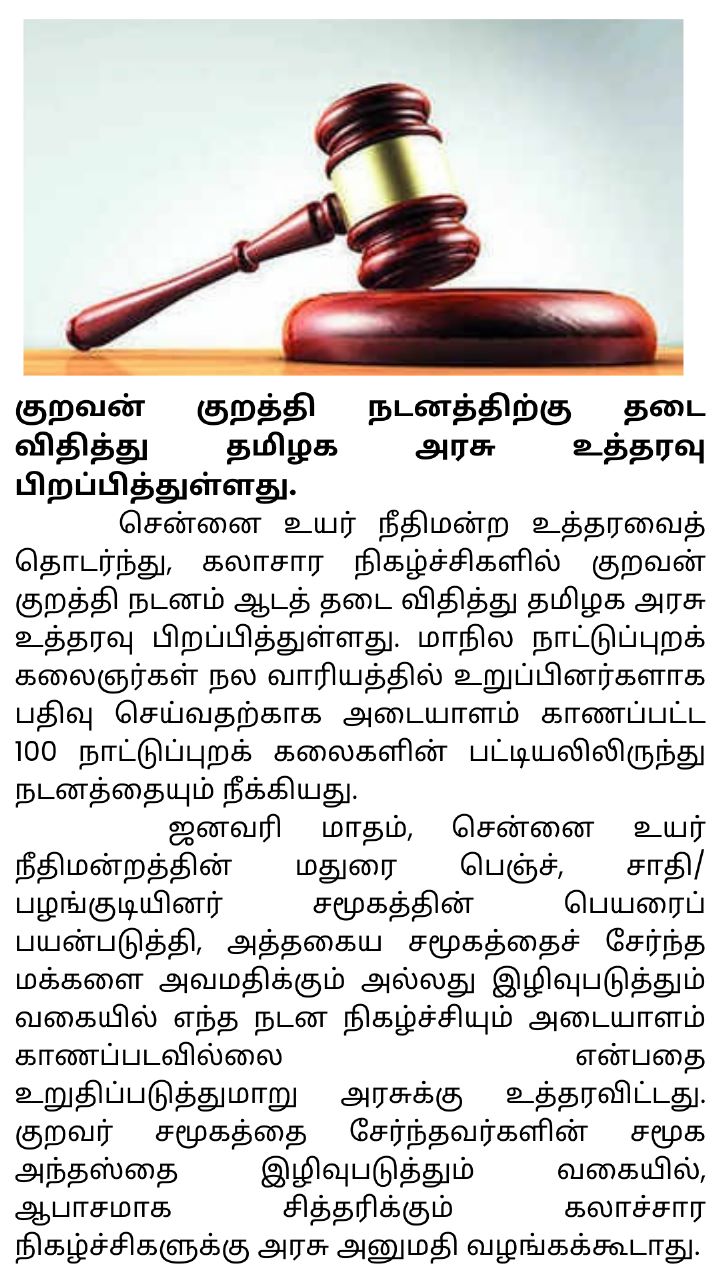 குறவன் குறத்தி நடனத்திற்கு தடை
விதித்து தமிழக அரசு உத்தரவு
பிறப்பித்துள்ளது.
சென்னை உயர் நீதிமன்ற உத்தரவைத்
தொடர்ந்து, கலாசார நிகழ்ச்சிகளில் குறவன்
குறத்தி நடனம் ஆடத் தடை விதித்து தமிழக அரசு
உத்தரவு பிறப்பித்துள்ளது. மாநில நாட்டுப்புறக்
கலைஞர்கள் நல வாரியத்தில் உறுப்பினர்களாக
பதிவு செய்வதற்காக அடையாளம் காணப்பட்ட
100 நாட்டுப்புறக் கலைகளின் பட்டியலிலிருந்து
நடனத்தையும் நீக்கியது.
ஜனவரி மாதம், சென்னை உயர்
நீதிமன்றத்தின் மதுரை பெஞ்ச், சாதி/
பழங்குடியினர் சமூகத்தின் பெயரைப்
பயன்படுத்தி, அத்தகைய சமூகத்தைச் சேர்ந்த
மக்களை அவமதிக்கும் அல்லது இழிவுபடுத்தும்
வகையில் எந்த நடன நிகழ்ச்சியும் அடையாளம்
காணப்படவில்லை என்பதை
உறுதிப்படுத்துமாறு அரசுக்கு உத்தரவிட்டது.
குறவர் சமூகத்தை சேர்ந்தவர்களின் சமூக
அந்தஸ்தை இழிவுபடுத்தும் வகையில்,
ஆபாசமாக சித்தரிக்கும் கலாச்சார
நிகழ்ச்சிகளுக்கு அரசு அனுமதி வழங்கக்கூடாது.